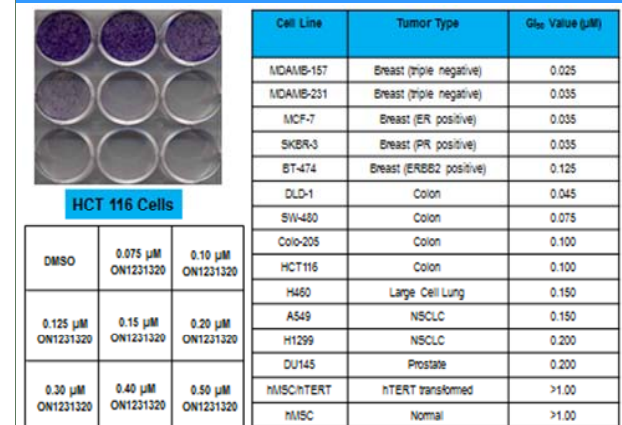 Cell Line Tumor Type GI₅₀ Value (µM)
MDAMB-157 Breast (triple negative) 0.025
MDAMB-231 Breast (triple negative) 0.035
MCF-7 Breast (ER positive) 0.035
SKBR-3 Breast (PR positive) 0.035
BT-474 Breast (ERBB2 positive) 0.125
DLD-1 Colon 0.045
SW-480 Colon 0.075
Colo-205 Colon 0.100
HCT116 Colon 0.100
H460 Large Cell Lung 0.150
A549 NSCLC 0.150
H1299 NSCLC 0.200
DU145 Prostate 0.200
hMSC/hTERT hTERT transformed >1.00
hMSC Normal >1.00
HCT 116 Cells
DMSO
0.075 µM
ON1231320
0.10 µM
ON1231320
0.125 µM
ON1231320
0.15 µM
ON1231320
0.20 µM
ON1231320
0.30 µM
ON1231320
0.40 µM
ON1231320
0.50 µM
ON1231320